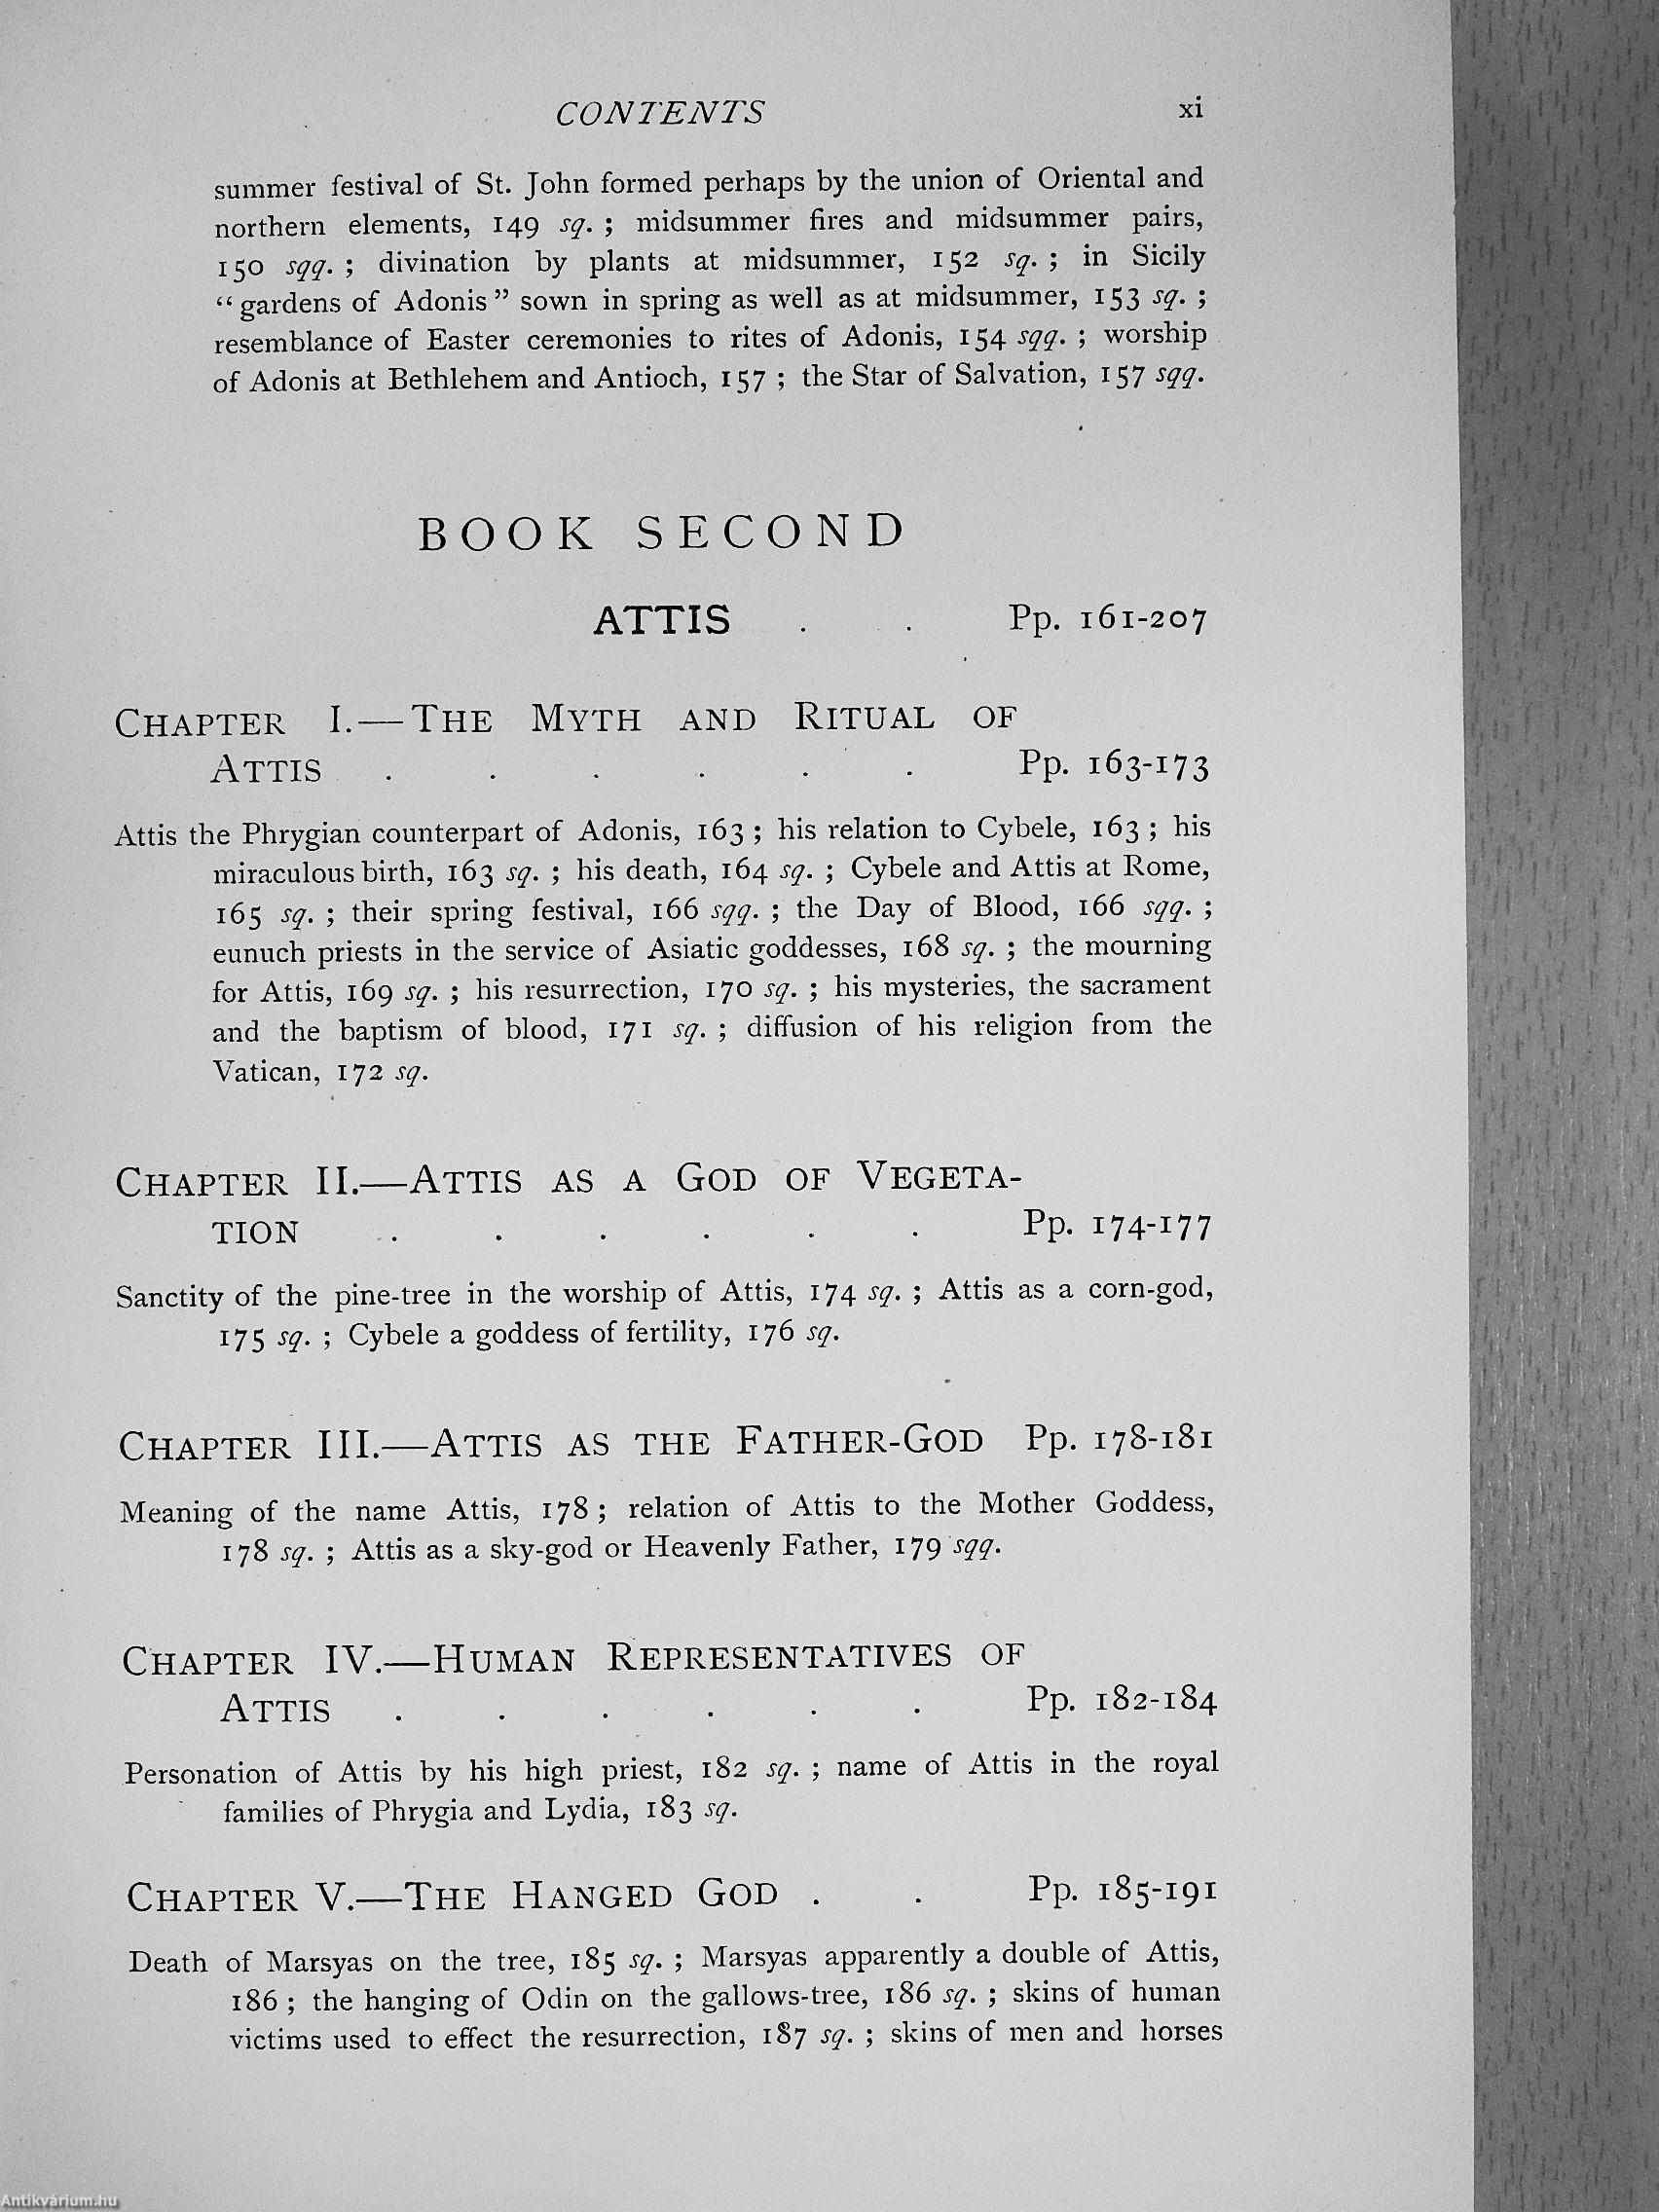 CONTENTS xi
summer festival of St. John formed perhaps by the union of Oriental and
northern elements, 149 sq. ; midsummer fires and midsummer pairs,
150 sqq. ; divination by plants at midsummer, 152 sq. ; in Sicily
“gardens of Adonis” sown in spring as well as at midsummer, 153 sq. ;
resemblance of Easter ceremonies to rites of Adonis, 154 sqq. ; worship
of Adonis at Bethlehem and Antioch, 157 ; the Star of Salvation, 157 sqq.
BOOK SECOND
ATTIS . . Pp. 161-207
CHAPTER I.—THE MYTH AND RITUAL OF
ATTIS . . . . . . Pp. 163-173
Attis the Phrygian counterpart of Adonis, 163 ; his relation to Cybele, 163 ; his
miraculous birth, 163 sq. ; his death, 164 sq. ; Cybele and Attis at Rome,
165 sq. ; their spring festival, 166 sqq. ; the Day of Blood, 166 sqq. ;
eunuch priests in the service of Asiatic goddesses, 168 sq. ; the mourning
for Attis, 169 sq. ; his resurrection, 170 sq. ; his mysteries, the sacrament
and the baptism of blood, 171 sq. ; diffusion of his religion from the
Vatican, 172 sq.
CHAPTER II.—ATTIS AS A GOD OF VEGETA-
TION . . . . . . Pp. 174-177
Sanctity of the pine-tree in the worship of Attis, 174 sq. ; Attis as a corn-god,
175 sq. ; Cybele a goddess of fertility, 176 sq.
CHAPTER III.—ATTIS AS THE FATHER-GOD Pp. 178-181
Meaning of the name Attis, 178 ; relation of Attis to the Mother Goddess,
178 sq. ; Attis as a sky-god or Heavenly Father, 179 sqq.
CHAPTER IV.—HUMAN REPRESENTATIVES OF
ATTIS . . . . . . Pp. 182-184
Personation of Attis by his high priest, 182 sq. ; name of Attis in the royal
families of Phrygia and Lydia, 183 sq.
CHAPTER V.—THE HANGED GOD . . Pp. 185-191
Death of Marsyas on the tree, 185 sq. ; Marsyas apparently a double of Attis,
186 ; the hanging of Odin on the gallows-tree, 186 sq. ; skins of human
victims used to effect the resurrection, 187 sq. ; skins of men and horses
Antikvárium.hu